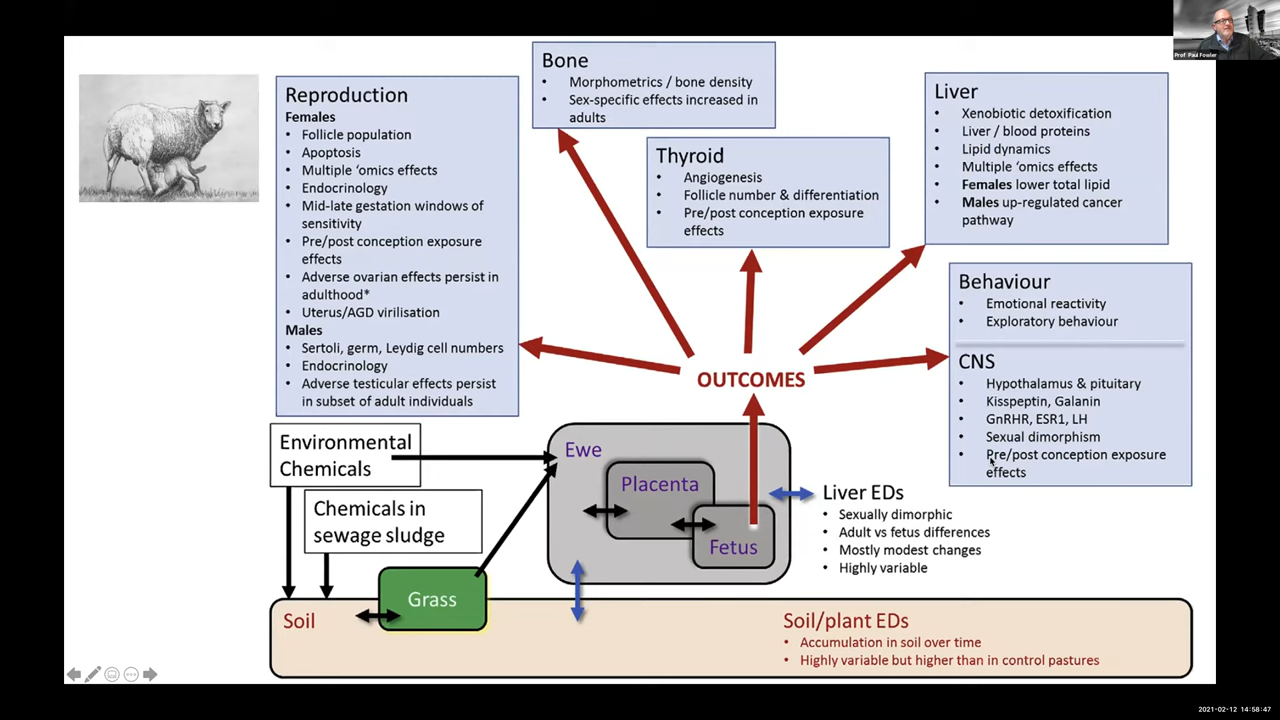 Prof. Paul Fowler
Reproduction
Females
• Follicle population
• Apoptosis
• Multiple ‘omics effects
• Endocrinology
• Mid-late gestation windows of
sensitivity
• Pre/post conception exposure
effects
• Adverse ovarian effects persist in
adulthood*
• Uterus/AGD virilisation
Males
• Sertoli, germ, Leydig cell numbers
• Endocrinology
• Adverse testicular effects persist
in subset of adult individuals
Bone
• Morphometrics / bone density
• Sex-specific effects increased in
adults
Thyroid
• Angiogenesis
• Follicle number & differentiation
• Pre/post conception exposure
effects
Liver
• Xenobiotic detoxification
• Liver / blood proteins
• Lipid dynamics
• Multiple ‘omics effects
• Females lower total lipid
• Males up-regulated cancer
pathway
Behaviour
• Emotional reactivity
• Exploratory behaviour
CNS
• Hypothalamus & pituitary
• Kisspeptin, Galanin
• GnRHR, ESR1, LH
• Sexual dimorphism
• Pre/post conception exposure
effects
OUTCOMES
Environmental
Chemicals
Chemicals in
sewage sludge
Ewe
Placenta
Fetus
Liver EDs
• Sexually dimorphic
• Adult vs fetus differences
• Mostly modest changes
• Highly variable
Grass
Soil
Soil/plant EDs
• Accumulation in soil over time
• Highly variable but higher than in control pastures
2021-02-12 14:58:47